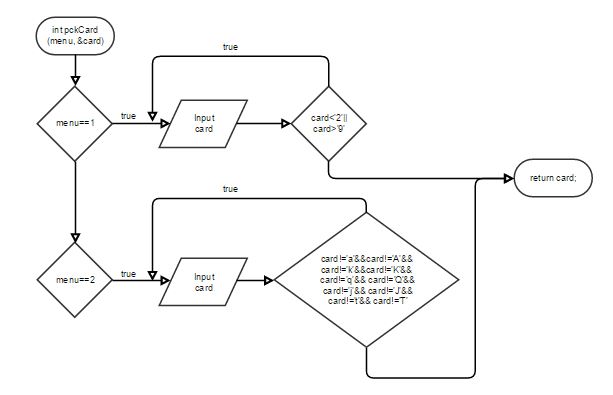 int pckCard
(menu, &card)
true
menu==1
true
Input
card
card<'2'||
card>'9'
return card;
true
menu==2
true
Input
card
card!='a'&&card!='A'&&
card!='k'&&card!='K'&&
card!='q'&& card!='Q'&&
card!='j'&& card!='J'&&
card!=t'&& card!='T'